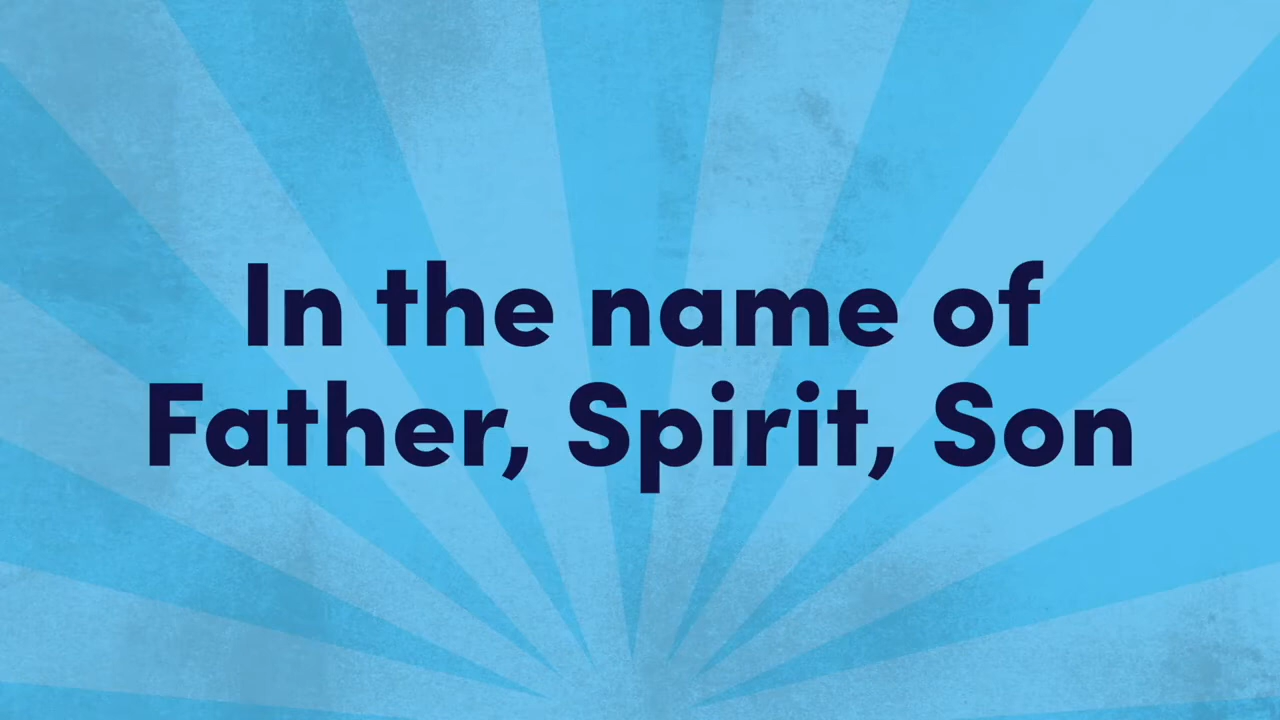 In the name of
Father, Spirit, Son